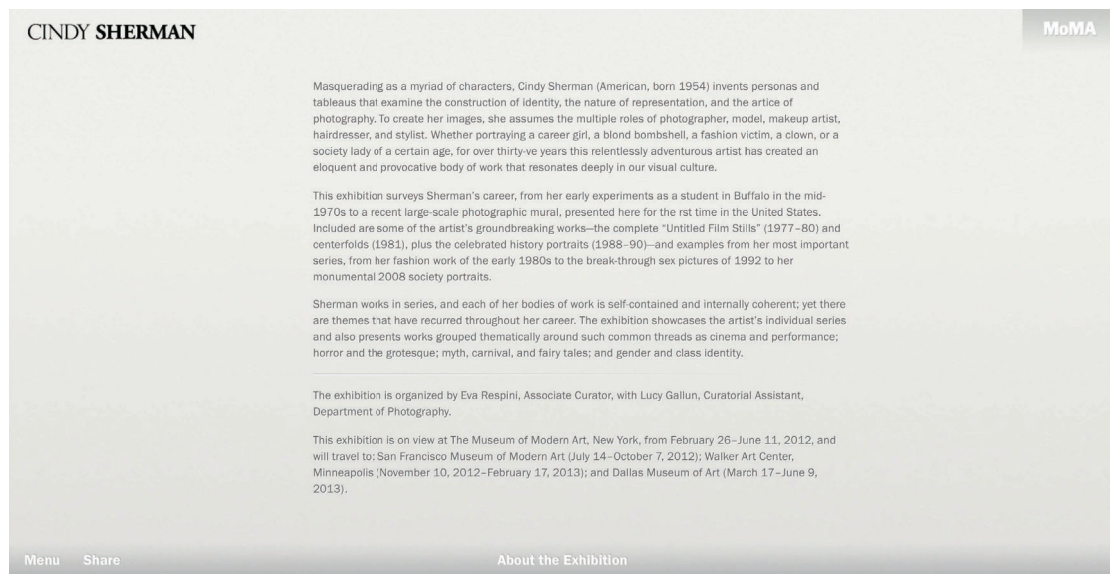 CINDY SHERMAN
MoMA
Masquerading as a myriad of characters, Cindy Sherman (American, born 1954) invents personas and
tableaus that examine the construction of identity, the nature of representation, and the artice of
photography. To create her images, she assumes the multiple roles of photographer, model, makeup artist,
hairdresser, and stylist. Whether portraying a career girl, a blond bombshell, a fashion victim, a clown, or a
society lady of a certain age, for over thirty-ve years this relentlessly adventurous artist has created an
eloquent and provocative body of work that resonates deeply in our visual culture.
This exhibition surveys Sherman's career, from her early experiments as a student in Buffalo in the mid-
1970s to a recent large-scale photographic mural, presented here for the rst time in the United States.
Included are some of the artist's groundbreaking works—the complete "Untitled Film Stills" (1977–80) and
centerfolds (1981), plus the celebrated history portraits (1988–90)—and examples from her most important
series, from her fashion work of the early 1980s to the break-through sex pictures of 1992 to her
monumental 2008 society portraits.
Sherman works in series, and each of her bodies of work is self-contained and internally coherent; yet there
are themes that have recurred throughout her career. The exhibition showcases the artist's individual series
and also presents works grouped thematically around such common threads as cinema and performance;
horror and the grotesque; myth, carnival, and fairy tales; and gender and class identity.
The exhibition is organized by Eva Respini, Associate Curator, with Lucy Gallun, Curatorial Assistant,
Department of Photography.
This exhibition is on view at The Museum of Modern Art, New York, from February 26–June 11, 2012, and
will travel to: San Francisco Museum of Modern Art (July 14–October 7, 2012); Walker Art Center,
Minneapolis (November 10, 2012–February 17, 2013); and Dallas Museum of Art (March 17–June 9,
2013).
Menu Share About the Exhibition